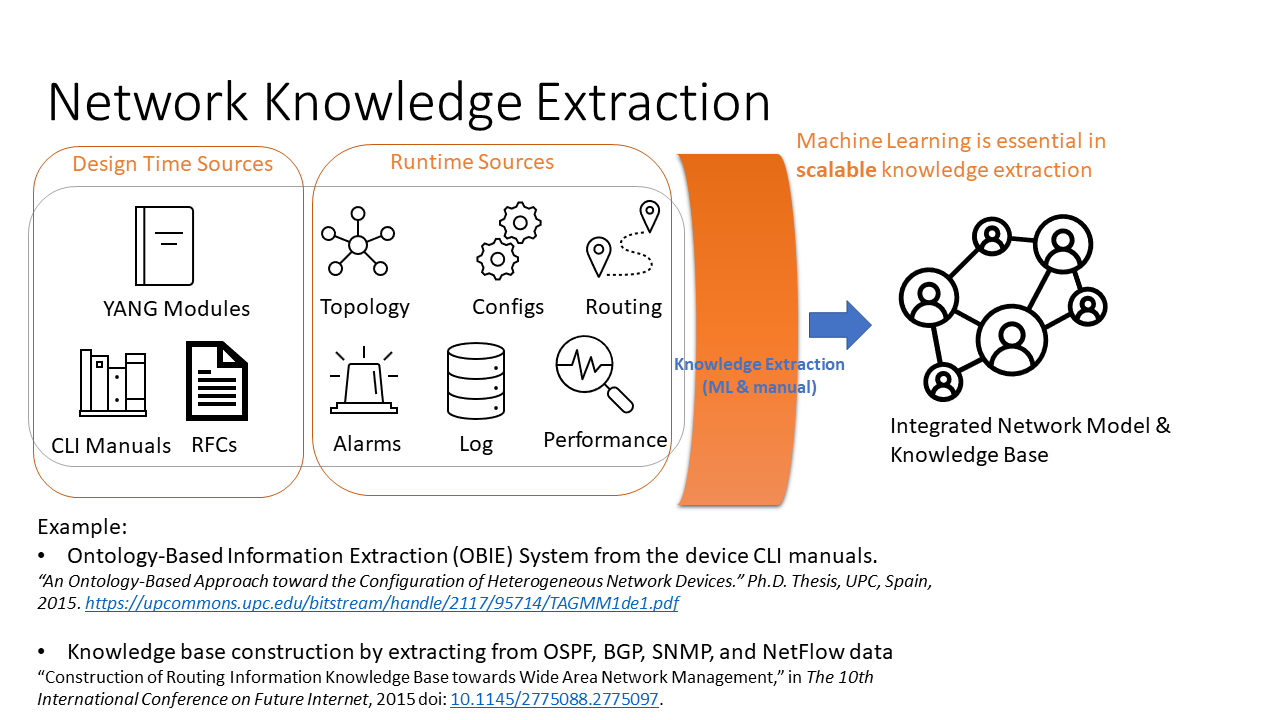 Network Knowledge Extraction
Machine Learning is essential in
scalable knowledge extraction
Design Time Sources
Runtime Sources
YANG Modules
Topology
Configs
Routing
Knowledge Extraction
(ML & manual)
CLI Manuals
RFCs
Alarms
Log
Performance
Integrated Network Model &
Knowledge Base
Example:
• Ontology-Based Information Extraction (OBIE) System from the device CLI manuals.
“An Ontology-Based Approach toward the Configuration of Heterogeneous Network Devices.” Ph.D. Thesis, UPC, Spain,
2015. https://upcommons.upc.edu/bitstream/handle/2117/95714/TAGMM1de1.pdf
• Knowledge base construction by extracting from OSPF, BGP, SNMP, and NetFlow data
“Construction of Routing Information Knowledge Base towards Wide Area Network Management,” in The 10th
International Conference on Future Internet, 2015 doi: 10.1145/2775088.2775097.